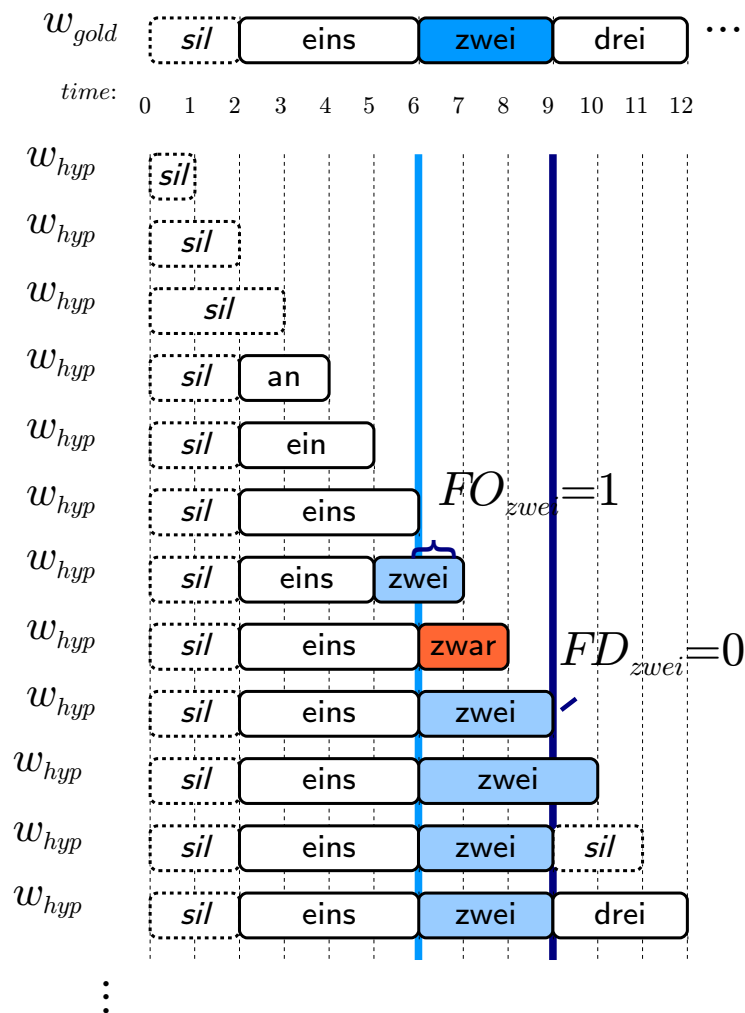 w_gold sil eins zwei drei ...
time: 0 1 2 3 4 5 6 7 8 9 10 11 12
w_hyp sil
w_hyp sil
w_hyp sil
w_hyp sil an
w_hyp sil ein
w_hyp sil eins FO_zwei=1
w_hyp sil eins zwei
w_hyp sil eins zwar FD_zwei=0
w_hyp sil eins zwei
w_hyp sil eins zwei
w_hyp sil eins zwei sil
w_hyp sil eins zwei drei
⋮